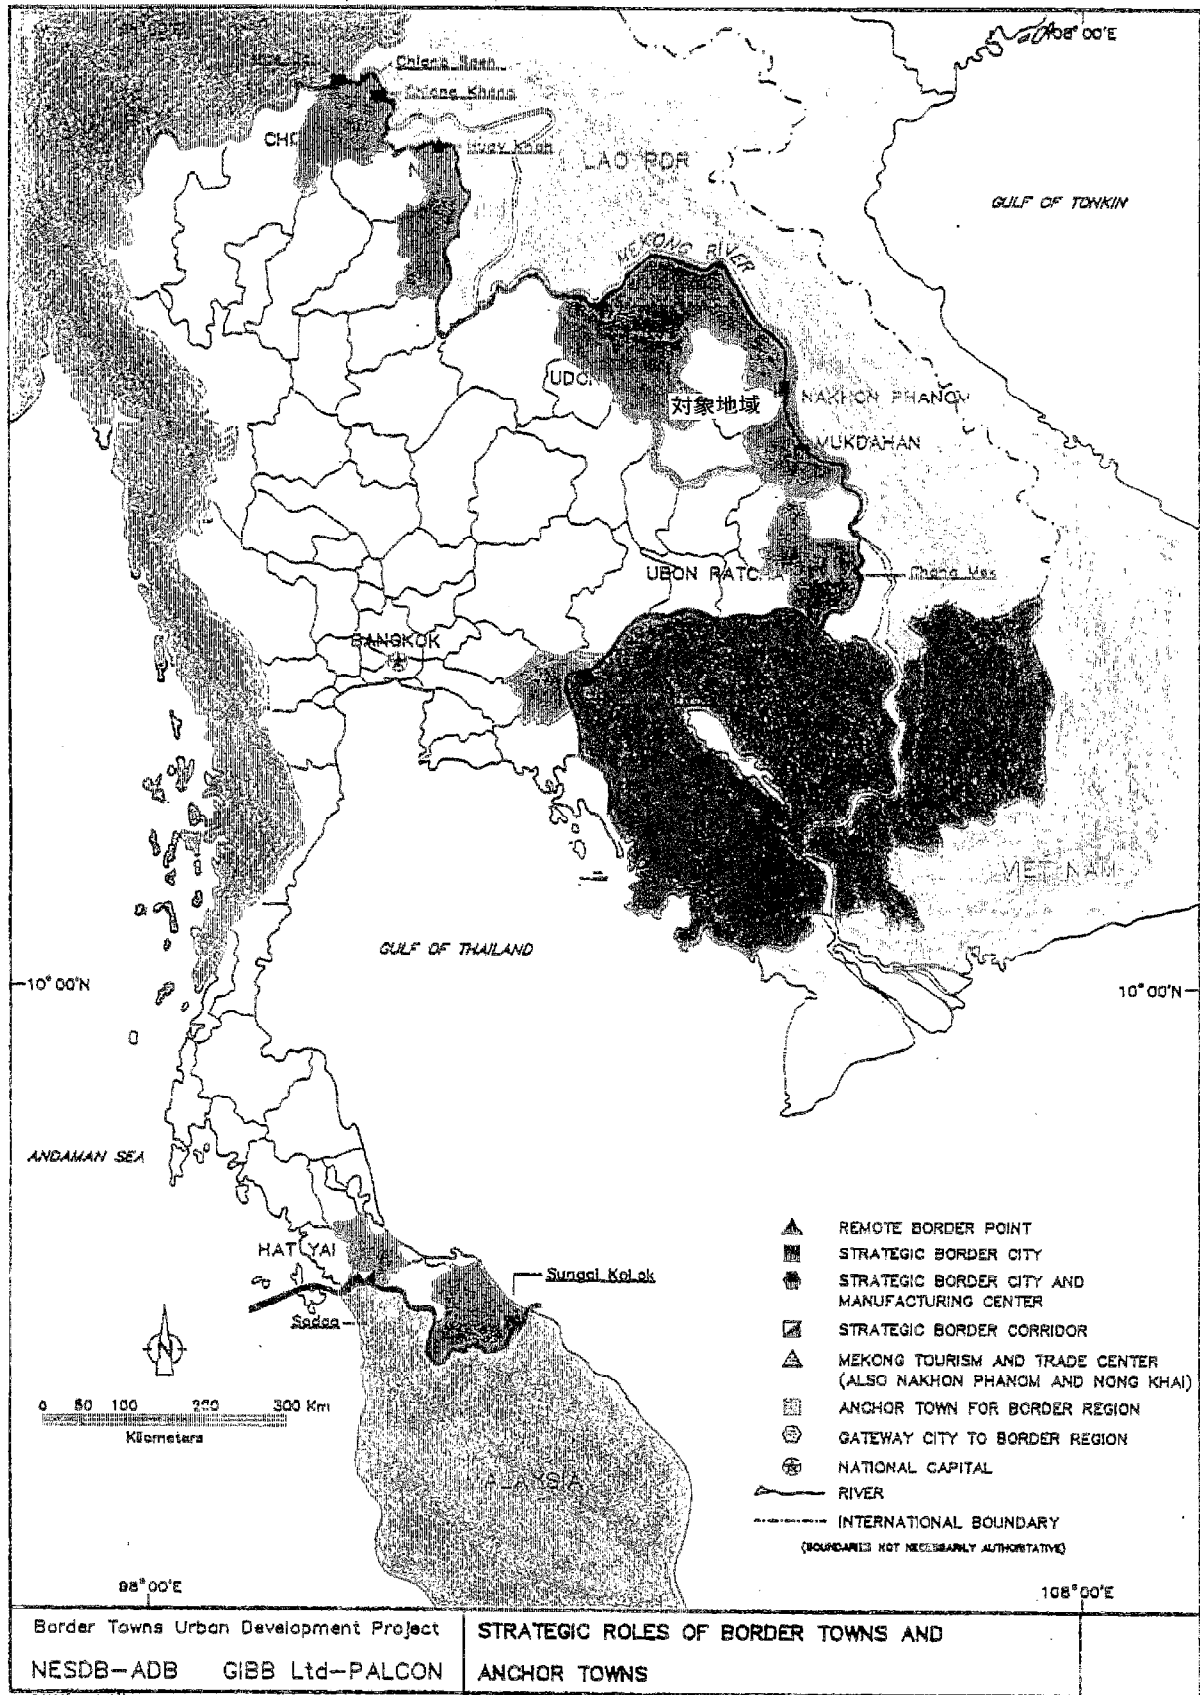 108°00'E
Chiang Saen
Chiang Khong
CH
Huay Khon
N
LAO PDR
GULF OF TONKIN
MEKONG RIVER
UDO
対象地域
NAKHON PHANOM
MUKDAHAN
UBON RATCHA
BANGKOK
VIET NAM
GULF OF THAILAND
10°00'N
10°00'N
ANDAMAN SEA
HAT YAI
Sungai Kolok
Sadao
N
0 50 100 200 300 Km
Kilometers
MALAYSIA
REMOTE BORDER POINT
STRATEGIC BORDER CITY
STRATEGIC BORDER CITY AND
MANUFACTURING CENTER
STRATEGIC BORDER CORRIDOR
MEKONG TOURISM AND TRADE CENTER
(ALSO NAKHON PHANOM AND NONG KHAI)
ANCHOR TOWN FOR BORDER REGION
GATEWAY CITY TO BORDER REGION
NATIONAL CAPITAL
RIVER
INTERNATIONAL BOUNDARY
(BOUNDARIES NOT NECESSARILY AUTHORITATIVE)
98°00'E
108°00'E
Border Towns Urban Development Project
NESDB-ADB GIBB Ltd-PALCON
STRATEGIC ROLES OF BORDER TOWNS AND
ANCHOR TOWNS